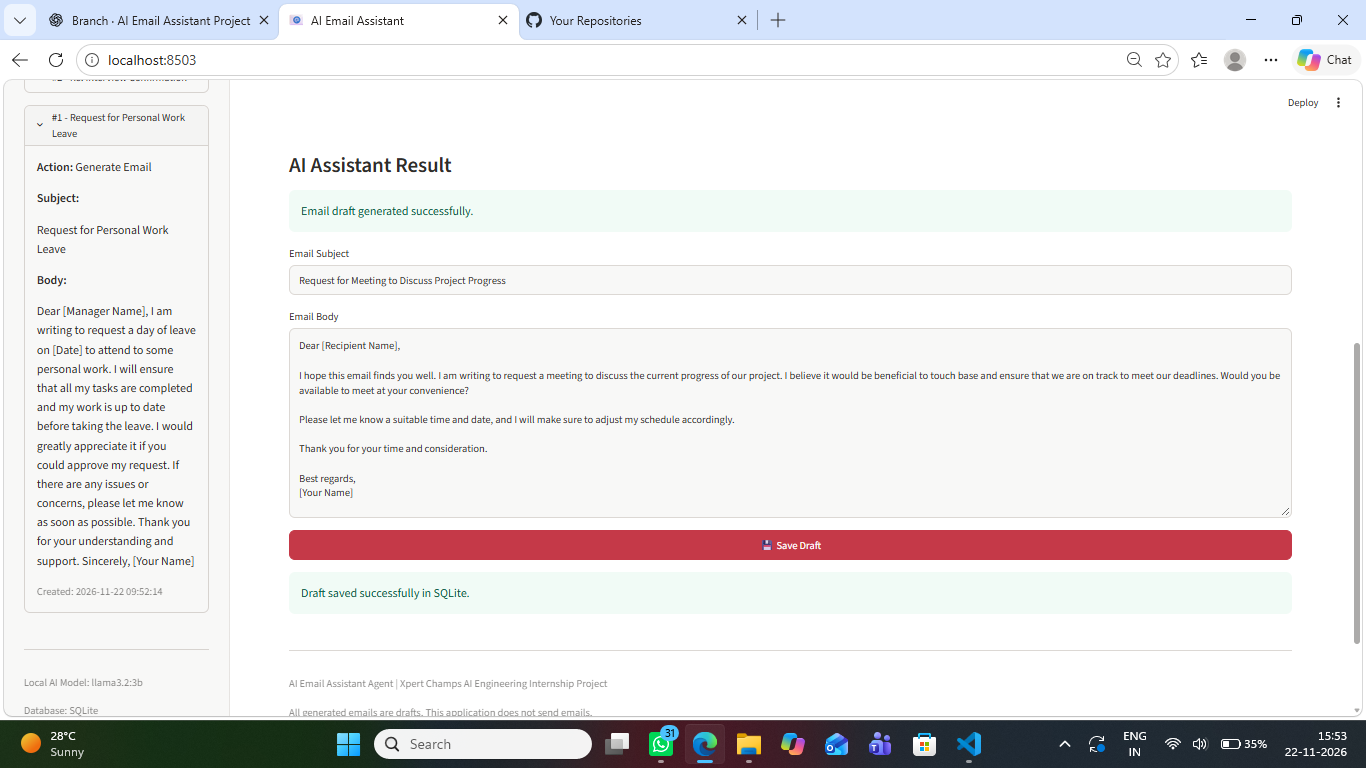 Branch · AI Email Assistant Project
AI Email Assistant
Your Repositories
localhost:8503
Chat
#1 - Request for Personal Work
Leave
Action: Generate Email
Subject:
Request for Personal Work
Leave
Body:
Dear [Manager Name], I am
writing to request a day of leave
on [Date] to attend to some
personal work. I will ensure
that all my tasks are completed
and my work is up to date
before taking the leave. I would
greatly appreciate it if you
could approve my request. If
there are any issues or
concerns, please let me know
as soon as possible. Thank you
for your understanding and
support. Sincerely, [Your Name]
Created: 2026-11-22 09:52:14
Local AI Model: llama3.2:3b
Database: SQLite
Deploy
AI Assistant Result
Email draft generated successfully.
Email Subject
Request for Meeting to Discuss Project Progress
Email Body
Dear [Recipient Name],
I hope this email finds you well. I am writing to request a meeting to discuss the current progress of our project. I believe it would be beneficial to touch base and ensure that we are on track to meet our deadlines. Would you be
available to meet at your convenience?
Please let me know a suitable time and date, and I will make sure to adjust my schedule accordingly.
Thank you for your time and consideration.
Best regards,
[Your Name]
Save Draft
Draft saved successfully in SQLite.
AI Email Assistant Agent | Xpert Champs AI Engineering Internship Project
All generated emails are drafts. This application does not send emails.
28°C
Sunny
Search
31
ENG
IN
35%
15:53
22-11-2026